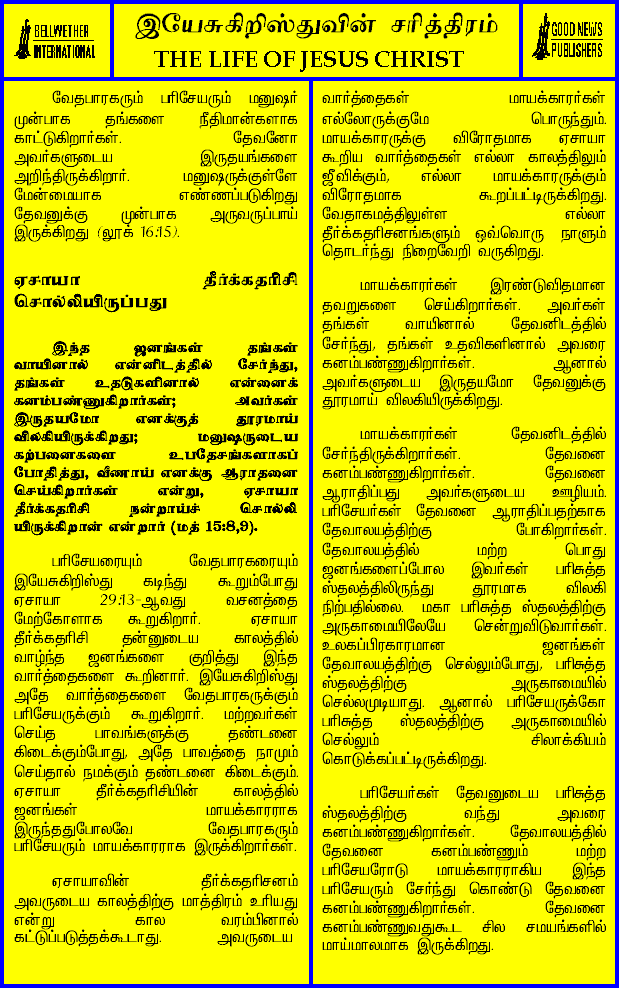 BELLWETHER
INTERNATIONAL
இயேசுகிறிஸ்துவின் சரித்திரம்
THE LIFE OF JESUS CHRIST
GOOD NEWS
PUBLISHERS
வேதபாரகரும் பரிசேயரும் மனுஷர்
முன்பாக தங்களை நீதிமான்களாக
காட்டுகிறார்கள். தேவனோ
அவர்களுடைய இருதயங்களை
அறிந்திருக்கிறார். மனுஷருக்குள்ளே
மேன்மையாக எண்ணப்படுகிறது
தேவனுக்கு முன்பாக அருவருப்பாய்
இருக்கிறது (லூக் 16:15).
ஏசாயா தீர்க்கதரிசி
சொல்லியிருப்பது
இந்த ஜனங்கள் தங்கள்
வாயினால் என்னிடத்தில் சேர்ந்து,
தங்கள் உதடுகளினால் என்னைக்
கனம்பண்ணுகிறார்கள்; அவர்கள்
இருதயமோ எனக்குத் தூரமாய்
விலகியிருக்கிறது; மனுஷருடைய
கற்பனைகளை உபதேசங்களாகப்
போதித்து, வீணாய் எனக்கு ஆராதனை
செய்கிறார்கள் என்று, ஏசாயா
தீர்க்கதரிசி நன்றாய்ச் சொல்லி
யிருக்கிறான் என்றார் (மத் 15:8,9).
பரிசேயரையும் வேதபாரகரையும்
இயேசுகிறிஸ்து கடிந்து கூறும்போது
ஏசாயா 29:13-ஆவது வசனத்தை
மேற்கோளாக கூறுகிறார். ஏசாயா
தீர்க்கதரிசி தன்னுடைய காலத்தில்
வாழ்ந்த ஜனங்களை குறித்து இந்த
வார்த்தைகளை கூறினார். இயேசுகிறிஸ்து
அதே வார்த்தைகளை வேதபாரகருக்கும்
பரிசேயருக்கும் கூறுகிறார். மற்றவர்கள்
செய்த பாவங்களுக்கு தண்டனை
கிடைக்கும்போது, அதே பாவத்தை நாமும்
செய்தால் நமக்கும் தண்டனை கிடைக்கும்.
ஏசாயா தீர்க்கதரிசியின் காலத்தில்
ஜனங்கள் மாயக்காரராக
இருந்ததுபோலவே வேதபாரகரும்
பரிசேயரும் மாயக்காரராக இருக்கிறார்கள்.
ஏசாயாவின் தீர்க்கதரிசனம்
அவருடைய காலத்திற்கு மாத்திரம் உரியது
என்று கால வரம்பினால்
கட்டுப்படுத்தக்கூடாது. அவருடைய
வார்த்தைகள் மாயக்காரர்கள்
எல்லோருக்குமே பொருந்தும்.
மாயக்காரருக்கு விரோதமாக ஏசாயா
கூறிய வார்த்தைகள் எல்லா காலத்திலும்
ஜீவிக்கும், எல்லா மாயக்காரருக்கும்
விரோதமாக கூறப்பட்டிருக்கிறது.
வேதாகமத்திலுள்ள எல்லா
தீர்க்கதரிசனங்களும் ஒவ்வொரு நாளும்
தொடர்ந்து நிறைவேறி வருகிறது.
மாயக்காரர்கள் இரண்டுவிதமான
தவறுகளை செய்கிறார்கள். அவர்கள்
தங்கள் வாயினால் தேவனிடத்தில்
சேர்ந்து, தங்கள் உதவிகளினால் அவரை
கனம்பண்ணுகிறார்கள். ஆனால்
அவர்களுடைய இருதயமோ தேவனுக்கு
தூரமாய் விலகியிருக்கிறது.
மாயக்காரர்கள் தேவனிடத்தில்
சேர்ந்திருக்கிறார்கள். தேவனை
கனம்பண்ணுகிறார்கள். தேவனை
ஆராதிப்பது அவர்களுடைய ஊழியம்.
பரிசேயர்கள் தேவனை ஆராதிப்பதற்காக
தேவாலயத்திற்கு போகிறார்கள்.
தேவாலயத்தில் மற்ற பொது
ஜனங்களைப்போல இவர்கள் பரிசுத்த
ஸ்தலத்திலிருந்து தூரமாக விலகி
நிற்பதில்லை. மகா பரிசுத்த ஸ்தலத்திற்கு
அருகாமையிலேயே சென்றுவிடுவார்கள்.
உலகப்பிரகாரமான ஜனங்கள்
தேவாலயத்திற்கு செல்லும்போது, பரிசுத்த
ஸ்தலத்திற்கு அருகாமையில்
செல்லமுடியாது. ஆனால் பரிசேயருக்கோ
பரிசுத்த ஸ்தலத்திற்கு அருகாமையில்
செல்லும் சிலாக்கியம்
கொடுக்கப்பட்டிருக்கிறது.
பரிசேயர்கள் தேவனுடைய பரிசுத்த
ஸ்தலத்திற்கு வந்து அவரை
கனம்பண்ணுகிறார்கள். தேவாலயத்தில்
தேவனை கனம்பண்ணும் மற்ற
பரிசேயரோடு மாயக்காரராகிய இந்த
பரிசேயரும் சேர்ந்து கொண்டு தேவனை
கனம்பண்ணுகிறார்கள். தேவனை
கனம்பண்ணுவதுகூட சில சமயங்களில்
மாய்மாலமாக இருக்கிறது.